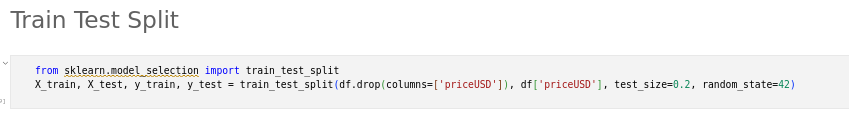 Train Test Split
from sklearn.model_selection import train_test_split
X_train, X_test, y_train, y_test = train_test_split(df.drop(columns=['priceUSD']), df['priceUSD'], test_size=0.2, random_state=42)